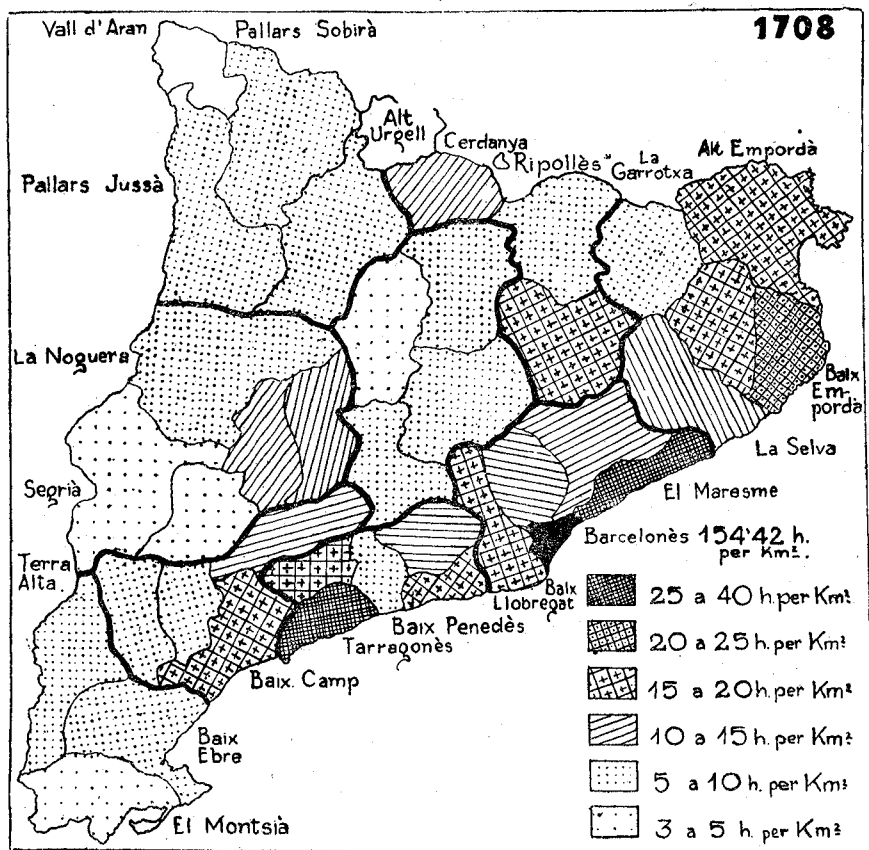 1708
Vall d'Aran
Pallars Sobirà
Alt
Urgell
Cerdanya
Ripollès
La
Garrotxa
Alt Empordà
Pallars Jussà
La Noguera
Baix
Em-
pordà
La Selva
Segrià
El Maresme
Barcelonès 154'42 h.
per Km².
Terra
Alta
Baix
Llobregat
Baix Penedès
Tarragonès
Baix. Camp
Baix
Ebre
El Montsià
25 a 40 h. per Km²
20 a 25 h. per Km²
15 a 20 h. per Km²
10 a 15 h. per Km²
5 a 10 h. per Km²
3 a 5 h. per Km²